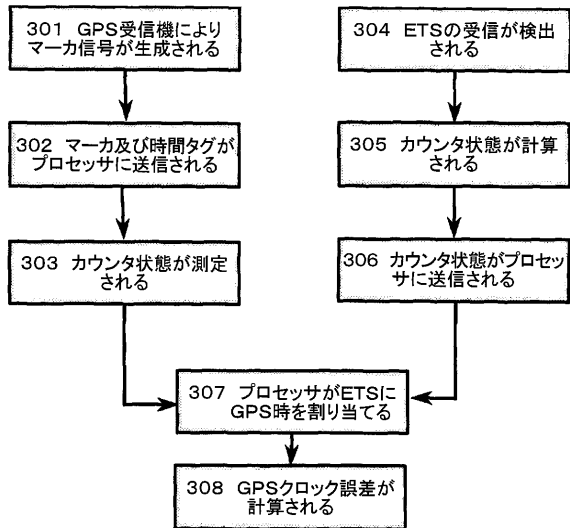 301 GPS受信機により
マーカ信号が生成される
302 マーカ及び時間タグが
プロセッサに送信される
303 カウンタ状態が測定
される
304 ETSの受信が検出
される
305 カウンタ状態が計算
される
306 カウンタ状態がプロセッ
サに送信される
307 プロセッサがETSに
GPS時を割り当てる
308 GPSクロック誤差が
計算される